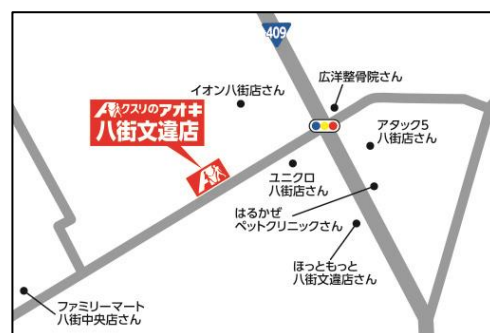 409
イオン八街店さん
広洋整骨院さん
クスリのアオキ
八街文違店
アタック5
八街店さん
ユニクロ
八街店さん
はるかぜ
ペットクリニックさん
ほっともっと
八街文違店さん
ファミリーマート
八街中央店さん